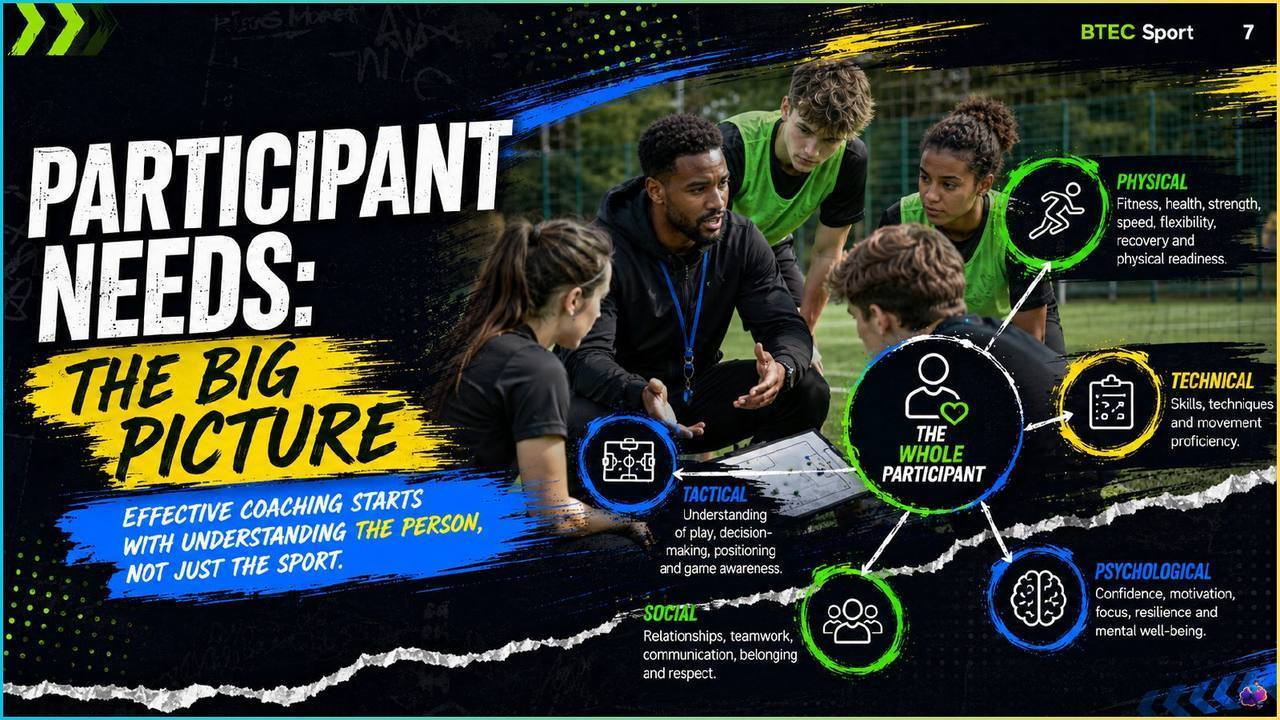 BTEC Sport 7
PARTICIPANT
NEEDS:
THE BIG
PICTURE
EFFECTIVE COACHING STARTS
WITH UNDERSTANDING THE PERSON,
NOT JUST THE SPORT.
PHYSICAL
Fitness, health, strength,
speed, flexibility,
recovery and
physical readiness.
TECHNICAL
Skills, techniques
and movement
proficiency.
THE
WHOLE
PARTICIPANT
TACTICAL
Understanding
of play, decision-
making, positioning
and game awareness.
PSYCHOLOGICAL
Confidence, motivation,
focus, resilience and
mental well-being.
SOCIAL
Relationships, teamwork,
communication, belonging
and respect.